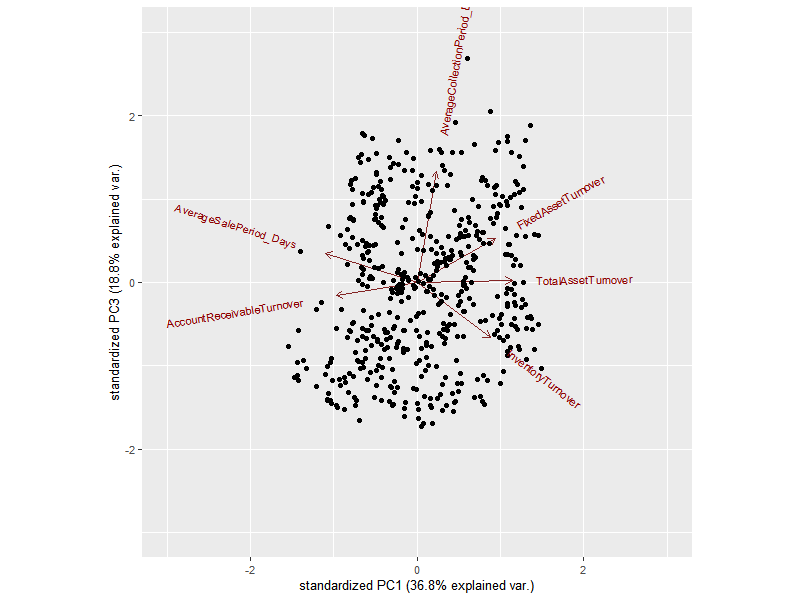 AverageCollectionPeriod_
FixedAssetTurnover
AverageSalePeriod_Days
TotalAssetTurnover
AccountReceivableTurnover
InventoryTurnover
2
0
-2
standardized PC3 (18.8% explained var.)
-2
0
2
standardized PC1 (36.8% explained var.)